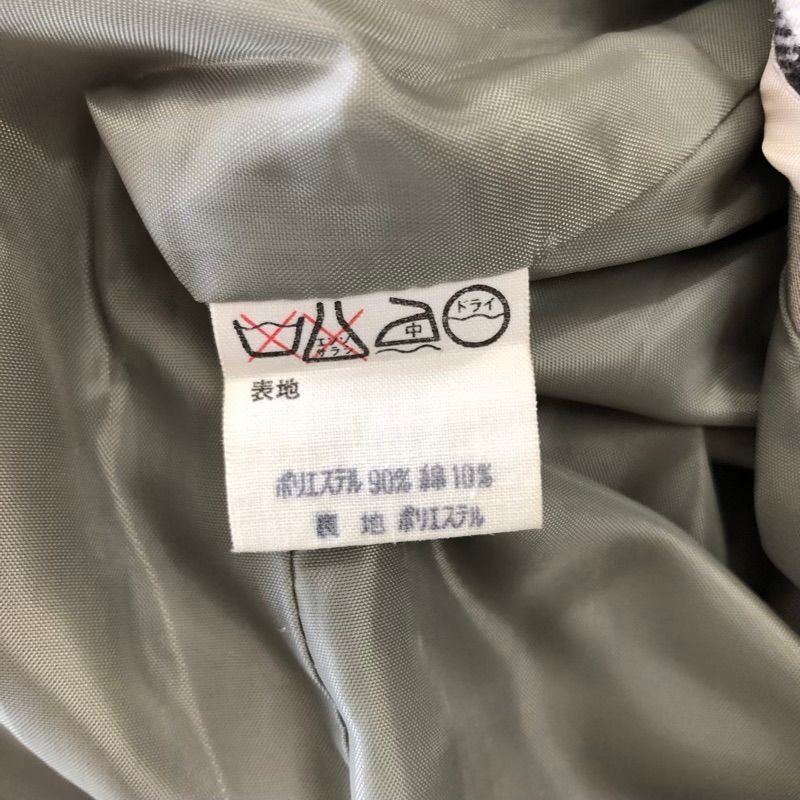 エンソ サラシ 中 ドライ
表地
ポリエステル 90% 綿 10%
裏 地 ポリエステル